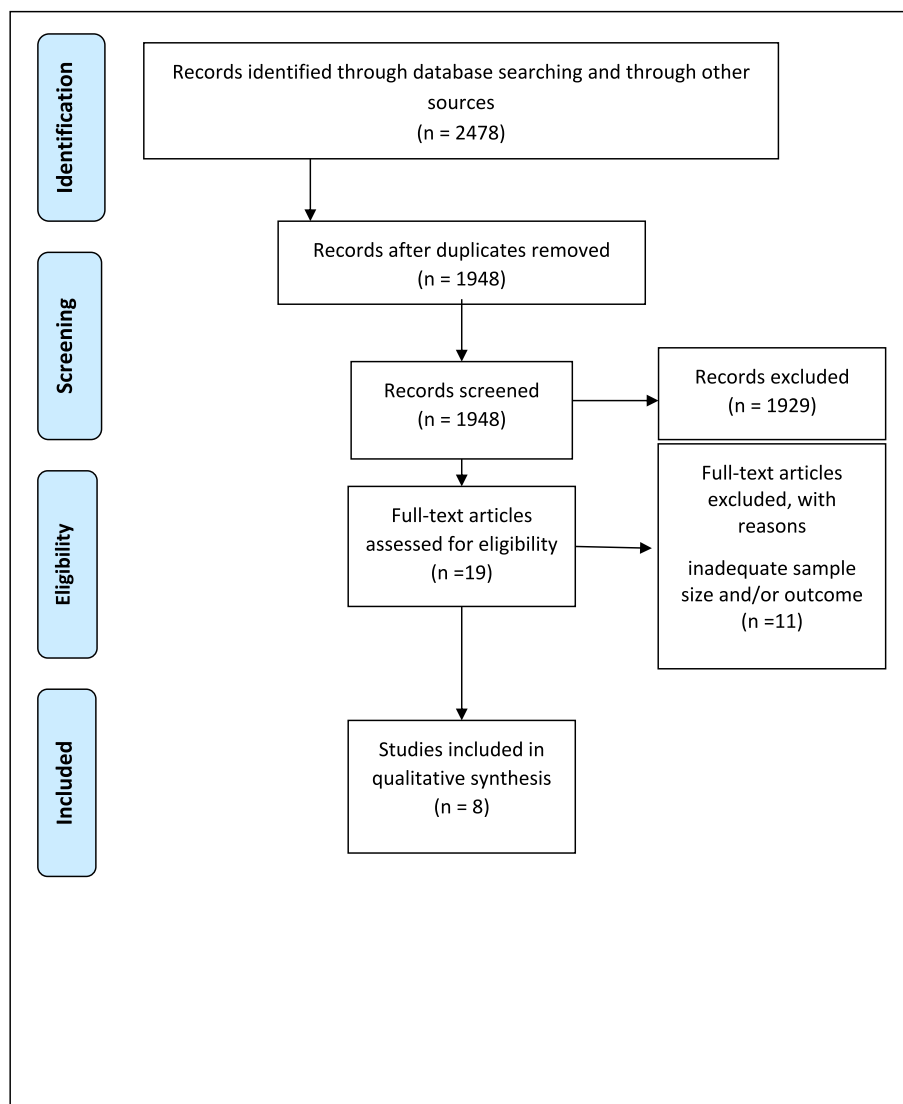 Identification
Records identified through database searching and through other
sources
(n = 2478)
Records after duplicates removed
(n = 1948)
Screening
Records screened
(n = 1948)
Records excluded
(n = 1929)
Eligibility
Full-text articles
assessed for eligibility
(n =19)
Full-text articles
excluded, with
reasons
inadequate sample
size and/or outcome
(n =11)
Included
Studies included in
qualitative synthesis
(n = 8)